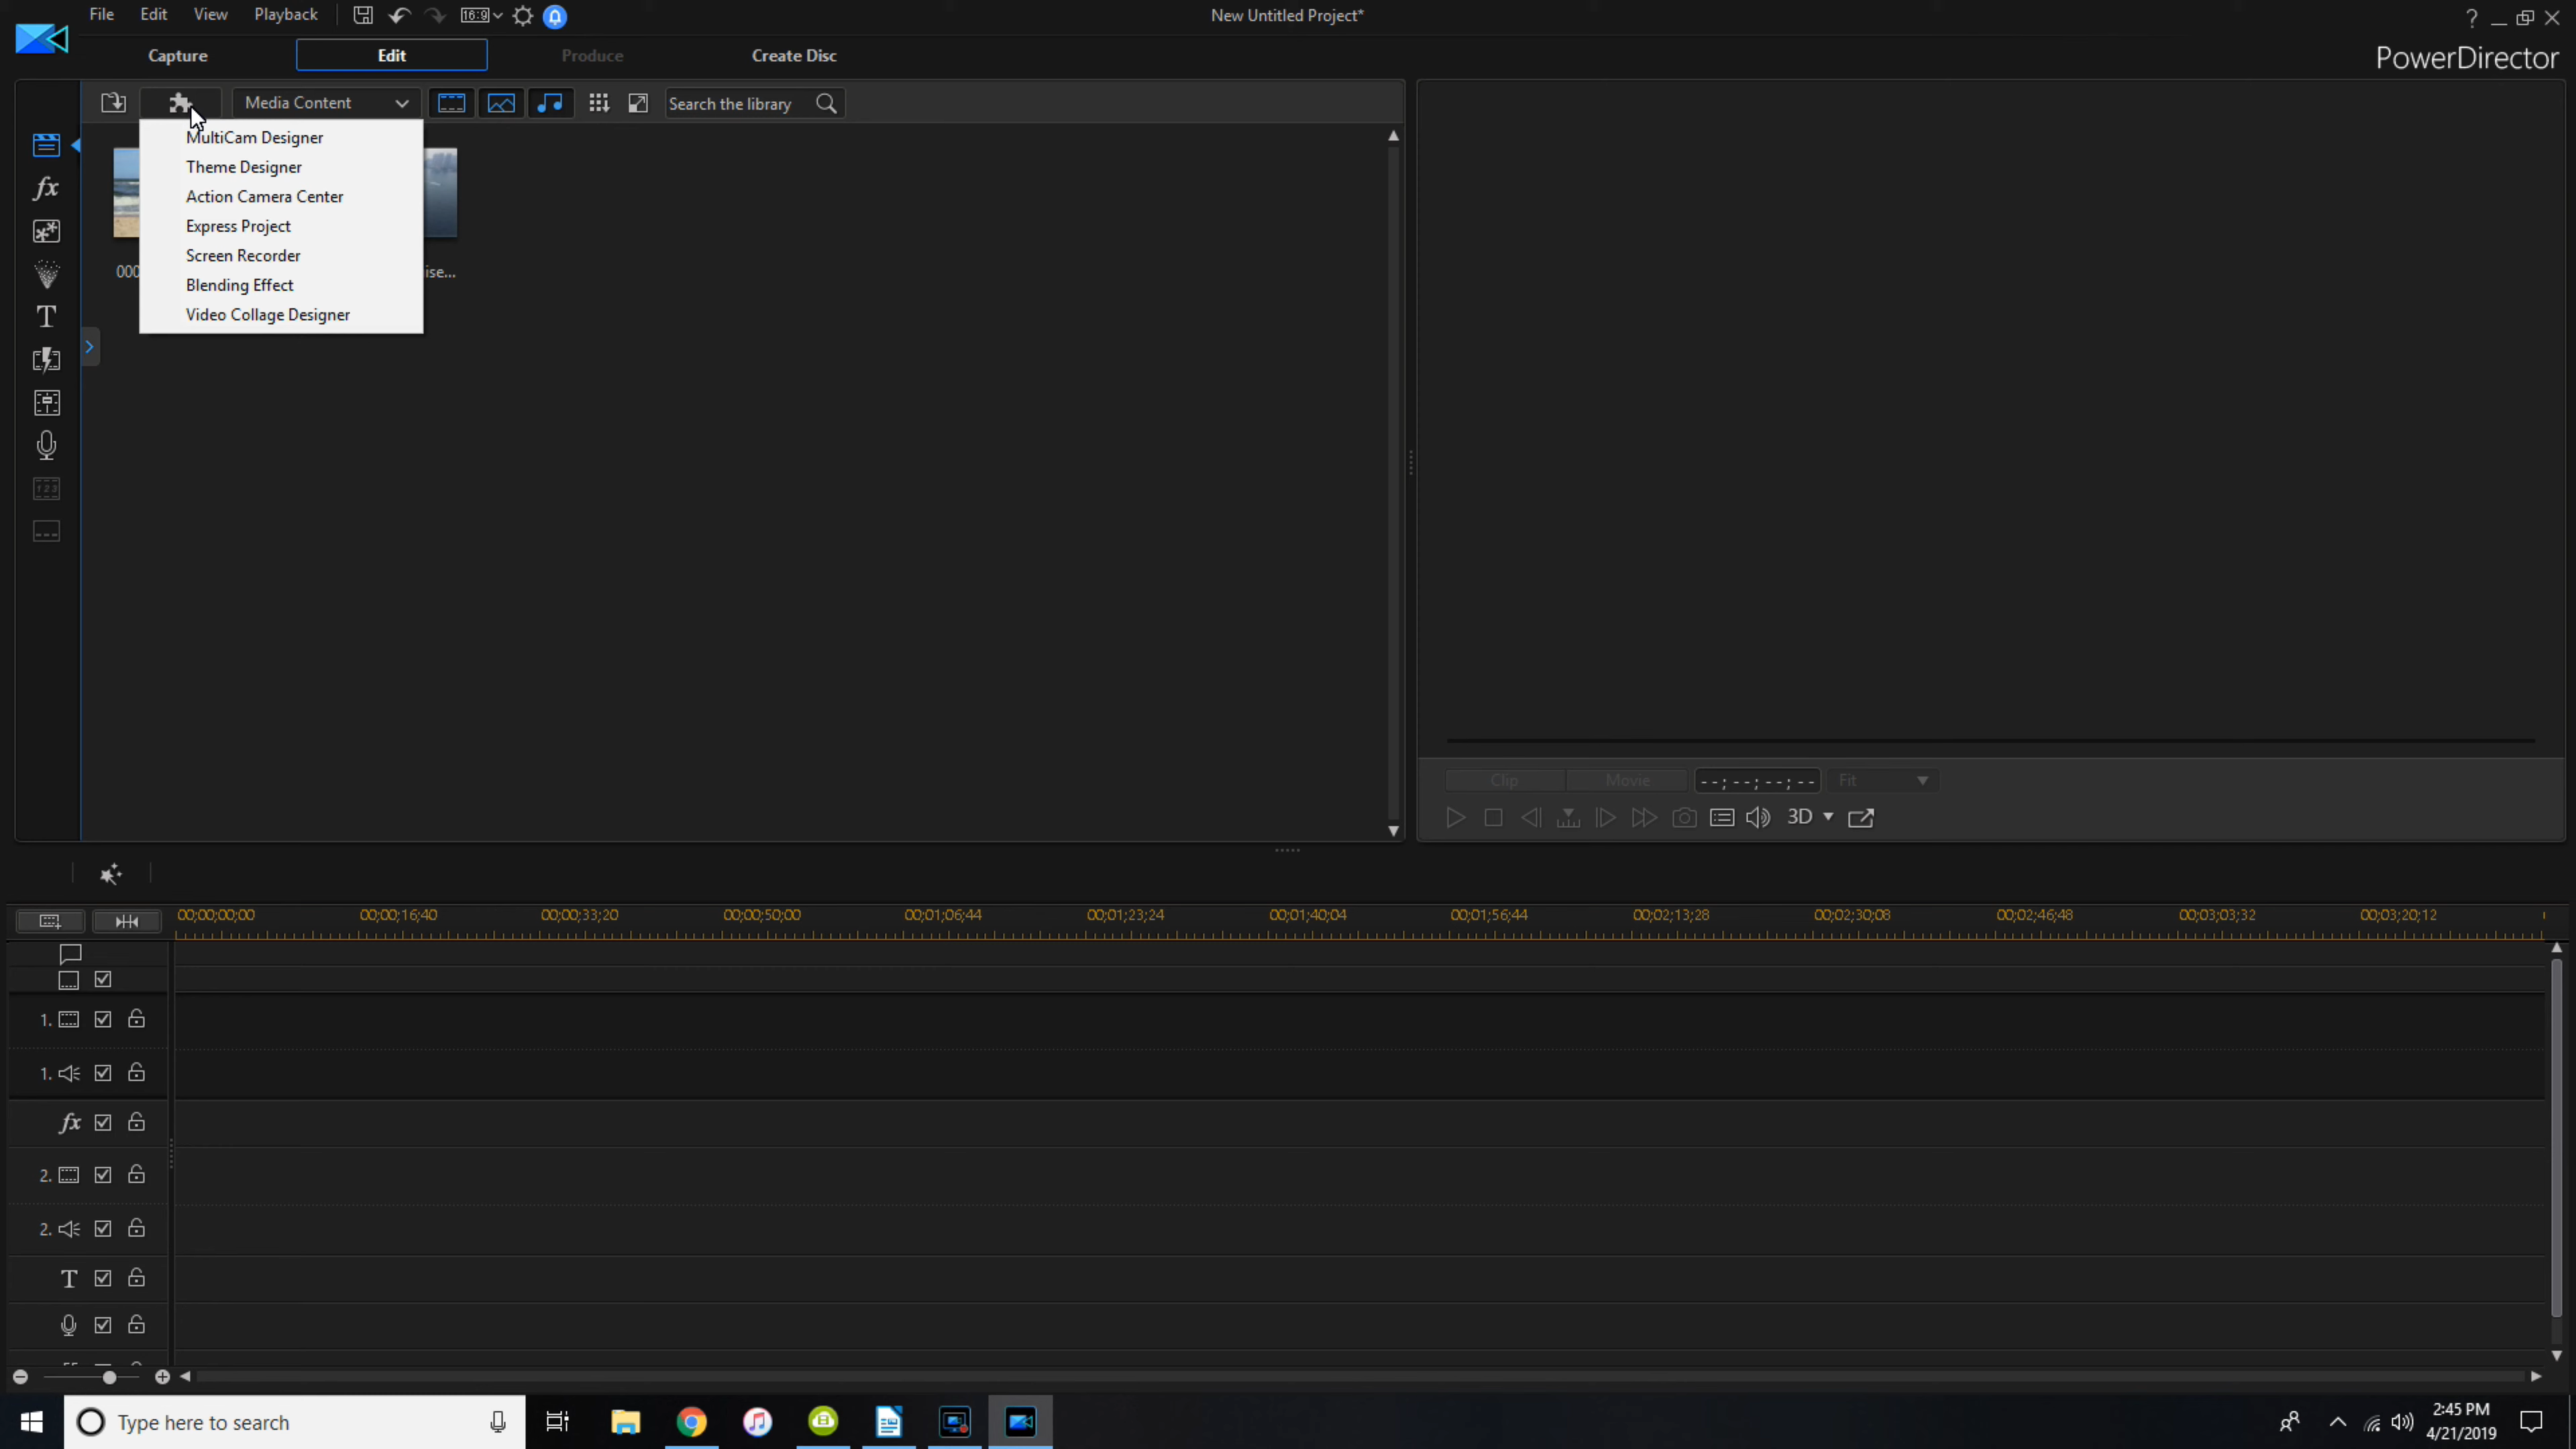 File Edit View Playback 16:9 New Untitled Project* ?
Capture Edit Produce Create Disc PowerDirector
Media Content Search the library
MultiCam Designer
Theme Designer
Action Camera Center
fx
Express Project
Screen Recorder
000 ise...
Blending Effect
T Video Collage Designer
123
Clip Movie --;--;--;-- Fit
3D
00;00;00;00 00;00;16;40 00;00;33;20 00;00;50;00 00;01;06;44 00;01;23;24 00;01;40;04 00;01;56;44 00;02;13;28 00;02;30;08 00;02;46;48 00;03;03;32 00;03;20;12
1.
1.
fx
2.
2.
T
Type here to search 2:45 PM
4/21/2019